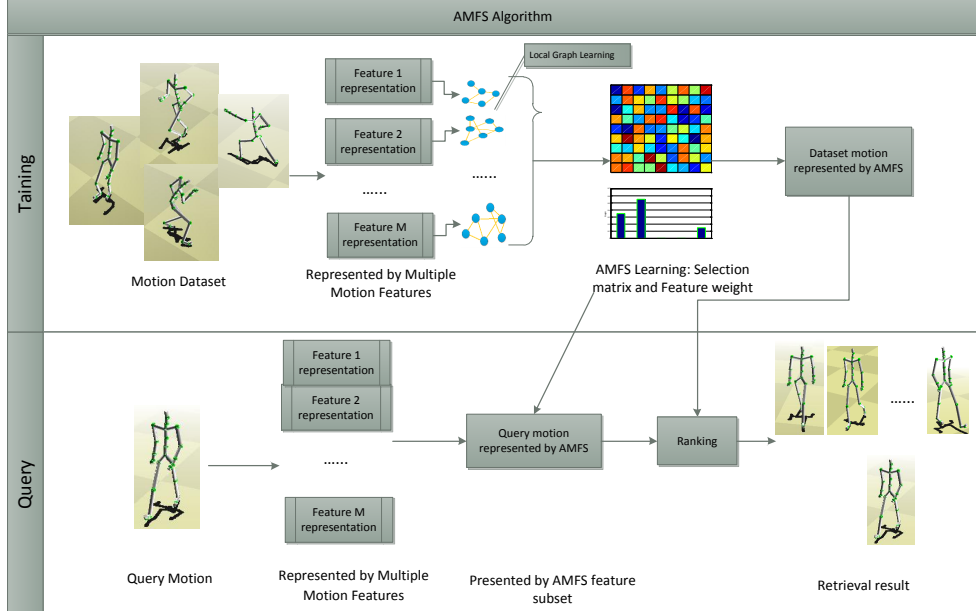 AMFS Algorithm
Taining
Local Graph Learning
Feature 1
representation
Feature 2
representation
......
......
Feature M
representation
Dataset motion
represented by AMFS
Motion Dataset
Represented by Multiple
Motion Features
AMFS Learning: Selection
matrix and Feature weight
Query
Feature 1
representation
Feature 2
representation
......
Feature M
representation
Query motion
represented by AMFS
Ranking
......
Query Motion
Represented by Multiple
Motion Features
Presented by AMFS feature
subset
Retrieval result